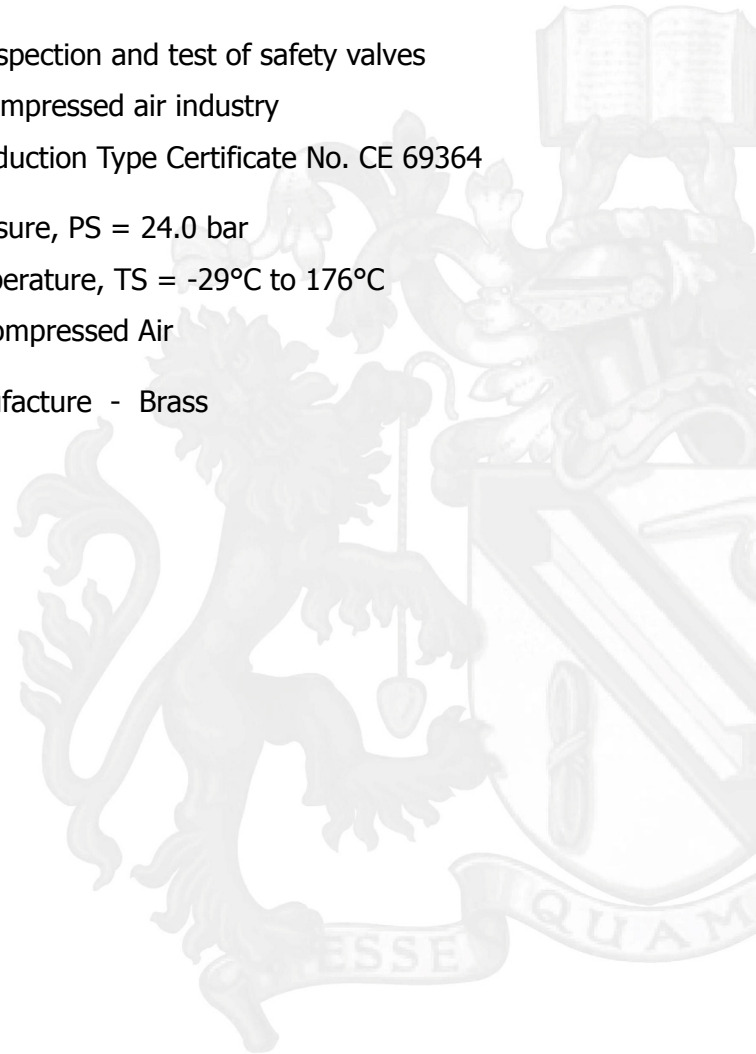 spection and test of safety valves
mpressed air industry
duction Type Certificate No. CE 69364
sure, PS = 24.0 bar
perature, TS = -29°C to 176°C
ompressed Air
ufacture - Brass
ESSE QUAM